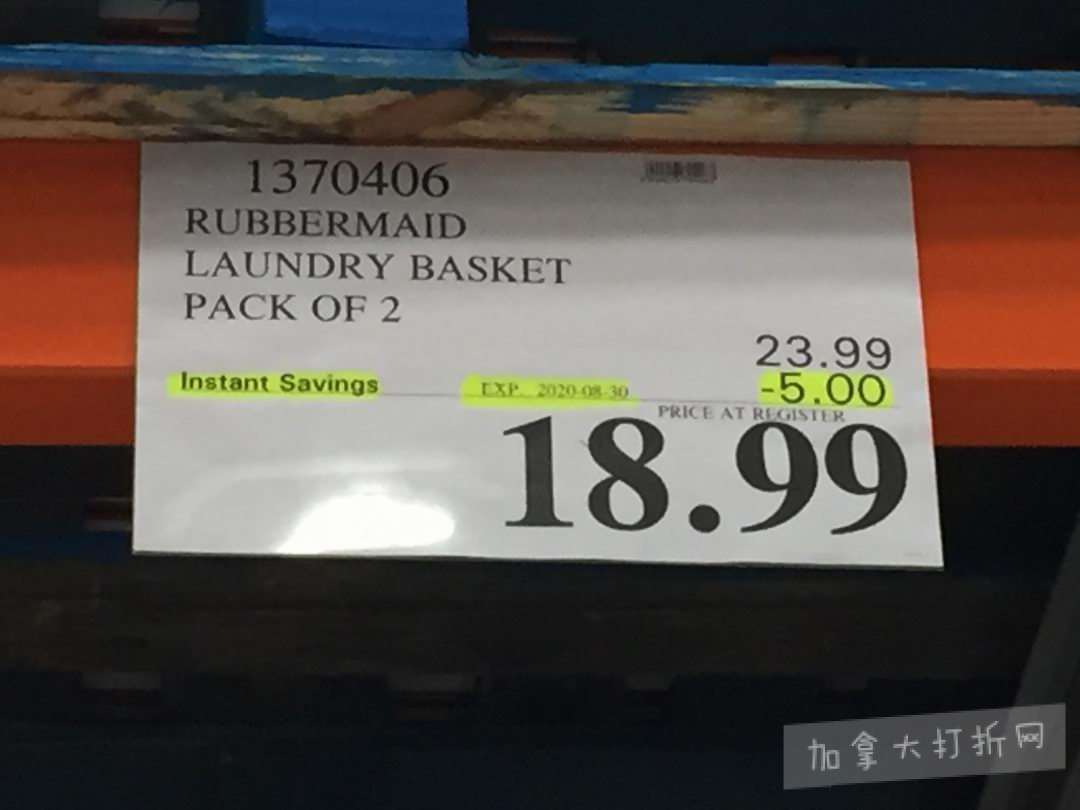 1370406
RUBBERMAID
LAUNDRY BASKET
PACK OF 2
23.99
Instant Savings EXP. 2020-08-30 -5.00
PRICE AT REGISTER
18.99
加拿大打折网